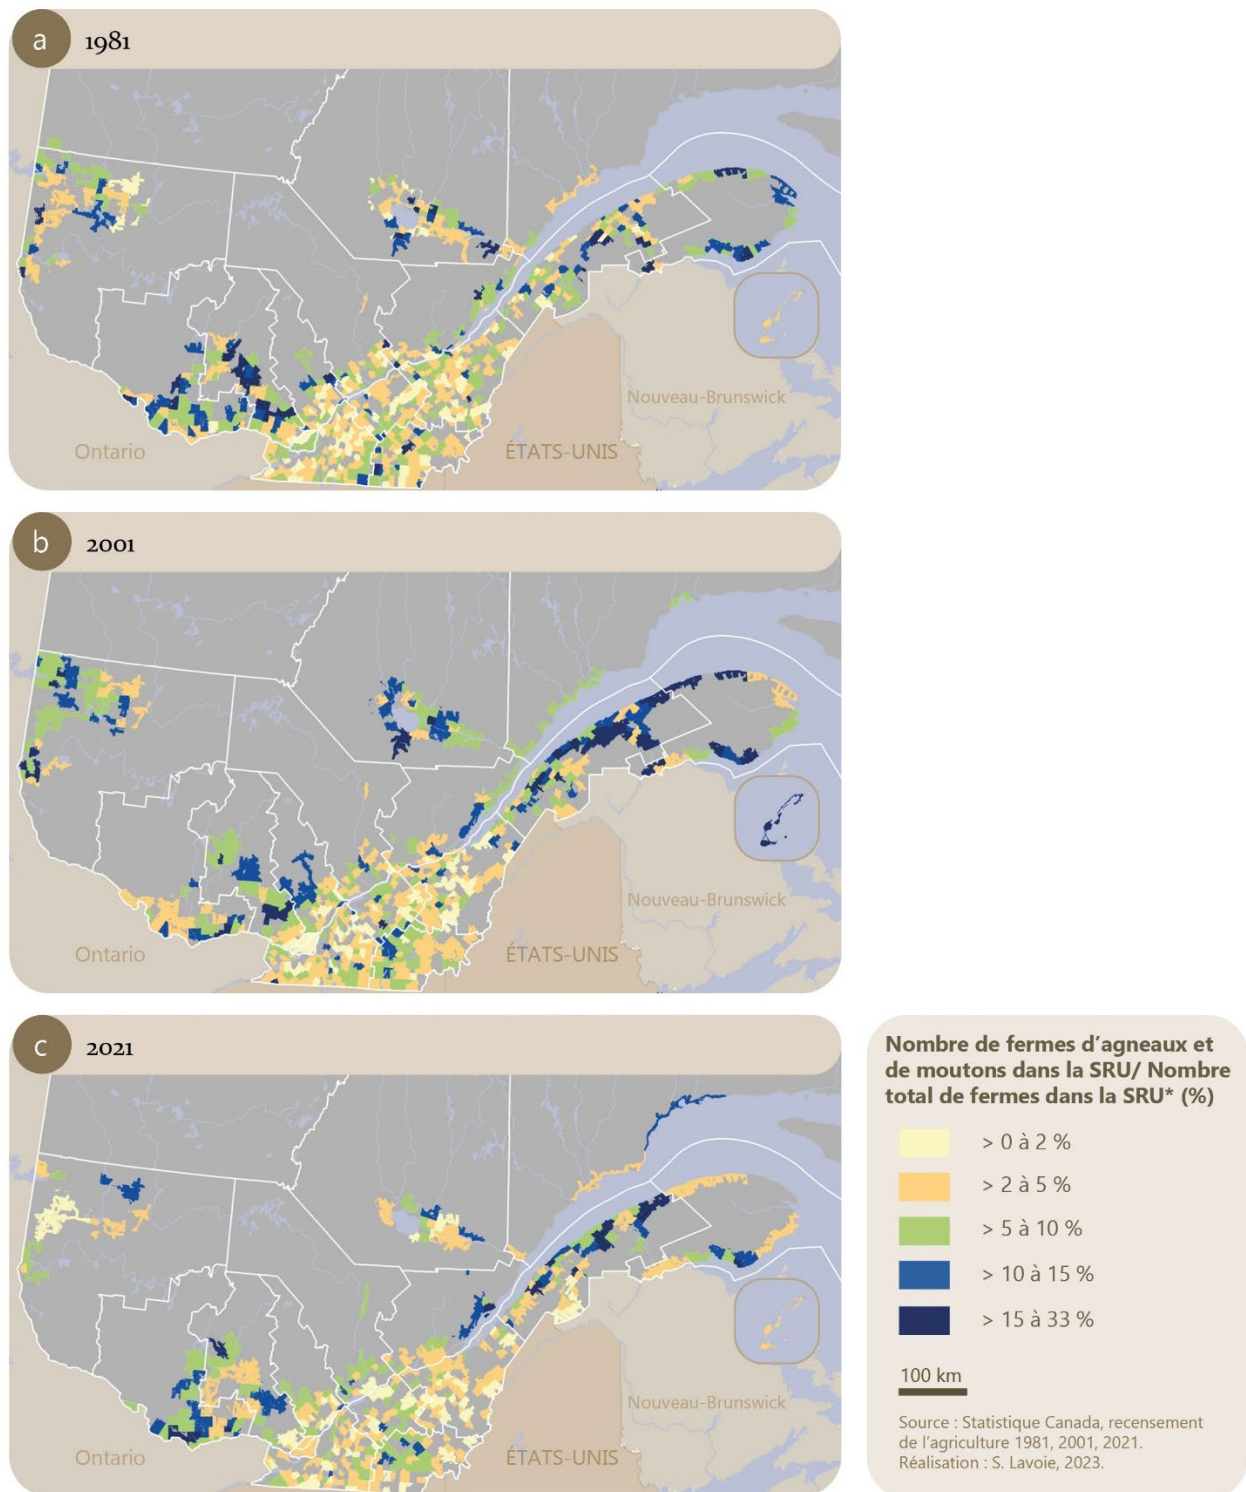 a 1981
Nouveau-Brunswick
Ontario
ÉTATS-UNIS
b 2001
Nouveau-Brunswick
Ontario
ÉTATS-UNIS
c 2021
Nouveau-Brunswick
Ontario
ÉTATS-UNIS
Nombre de fermes d'agneaux et
de moutons dans la SRU/ Nombre
total de fermes dans la SRU* (%)
> 0 à 2 %
> 2 à 5 %
> 5 à 10 %
> 10 à 15 %
> 15 à 33 %
100 km
Source : Statistique Canada, recensement
de l'agriculture 1981, 2001, 2021.
Réalisation : S. Lavoie, 2023.